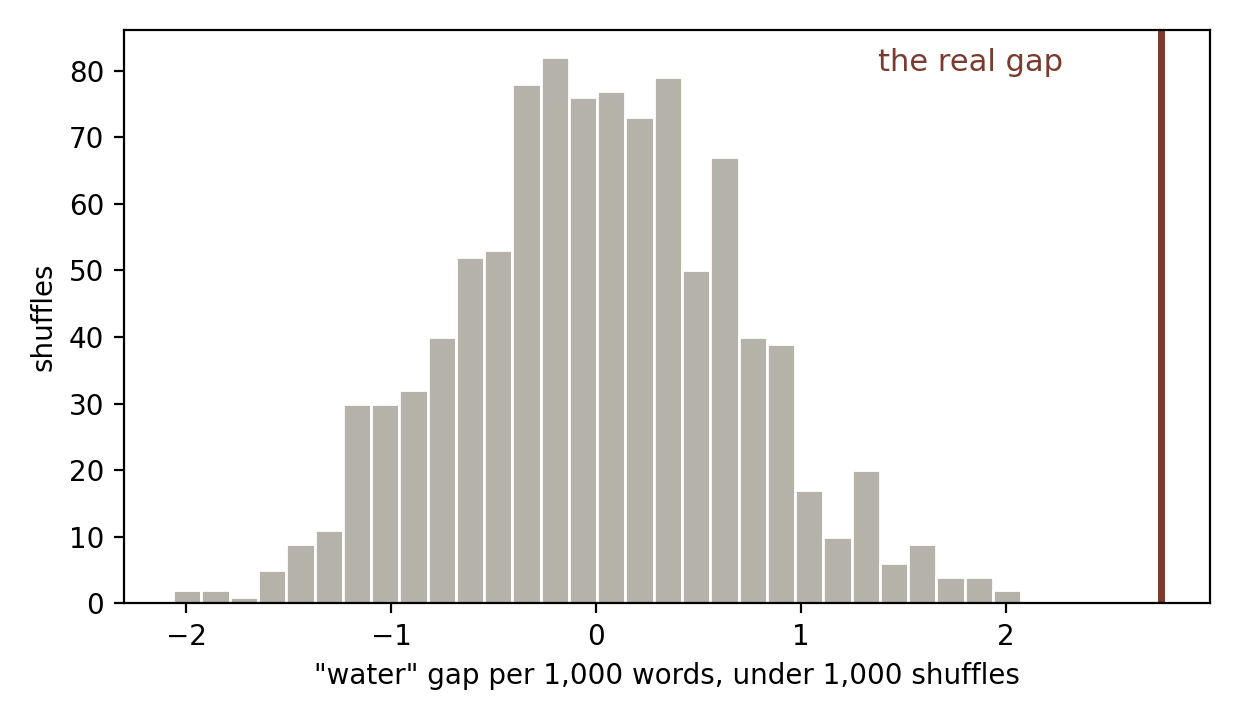 the real gap
80
70
60
50
40
30
20
10
0
shuffles
−2 −1 0 1 2
"water" gap per 1,000 words, under 1,000 shuffles